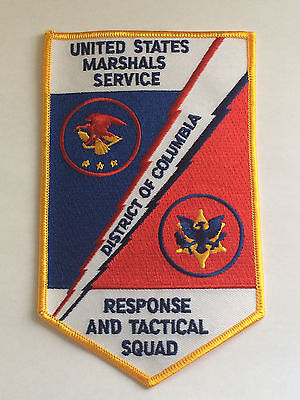 UNITED STATES
MARSHALS
SERVICE
DISTRICT OF COLUMBIA
RESPONSE
AND TACTICAL
SQUAD